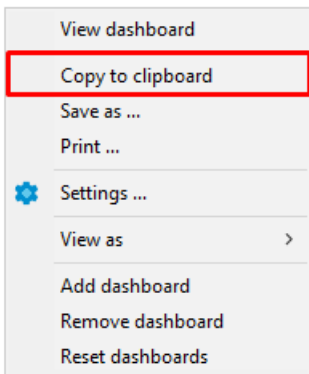 View dashboard
Copy to clipboard
Save as ...
Print ...
Settings ...
View as
Add dashboard
Remove dashboard
Reset dashboards